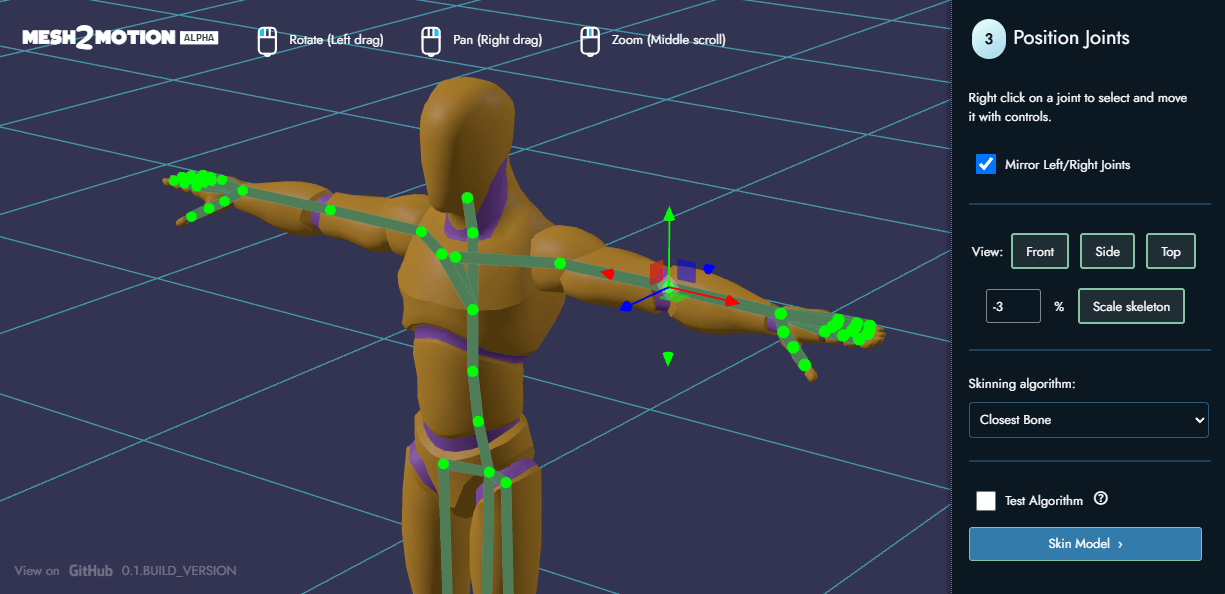 MESH2MOTION ALPHA
Rotate (Left drag)
Pan (Right drag)
Zoom (Middle scroll)
3 Position Joints
Right click on a joint to select and move
it with controls.
Mirror Left/Right Joints
View: Front Side Top
-3 % Scale skeleton
Skinning algorithm:
Closest Bone
Test Algorithm ?
Skin Model ›
View on GitHub 0.1.BUILD_VERSION